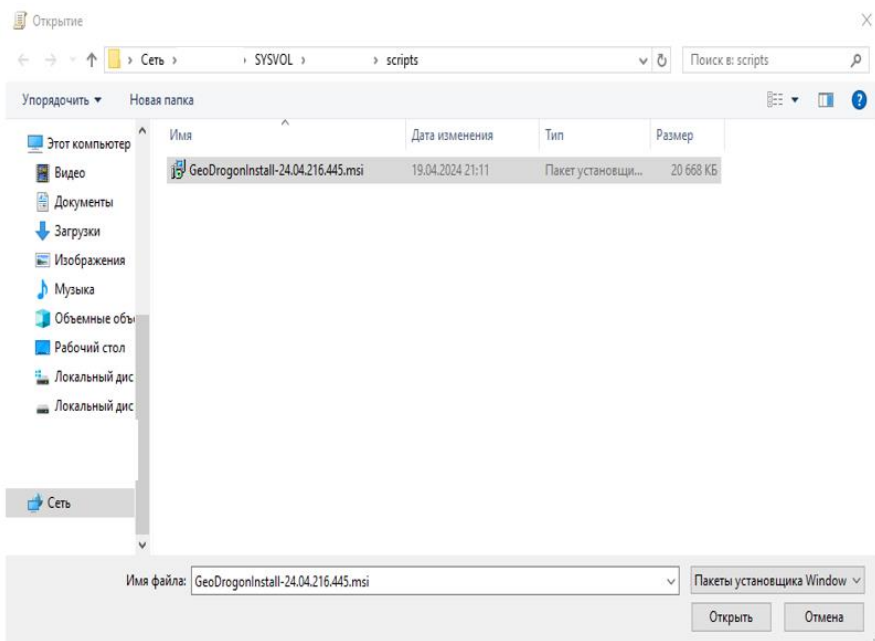 Открытие
Сеть › › SYSVOL › › scripts
Поиск в: scripts
Упорядочить
Новая папка
Имя
Дата изменения
Тип
Размер
Этот компьютер
Видео
Документы
Загрузки
Изображения
Музыка
Объемные объ
Рабочий стол
Локальный дис
Локальный дис
Сеть
GeoDrogonInstall-24.04.216.445.msi
19.04.2024 21:11
Пакет установщи...
20 668 КБ
Имя файла: GeoDrogonInstall-24.04.216.445.msi
Пакеты установщика Window
Открыть
Отмена